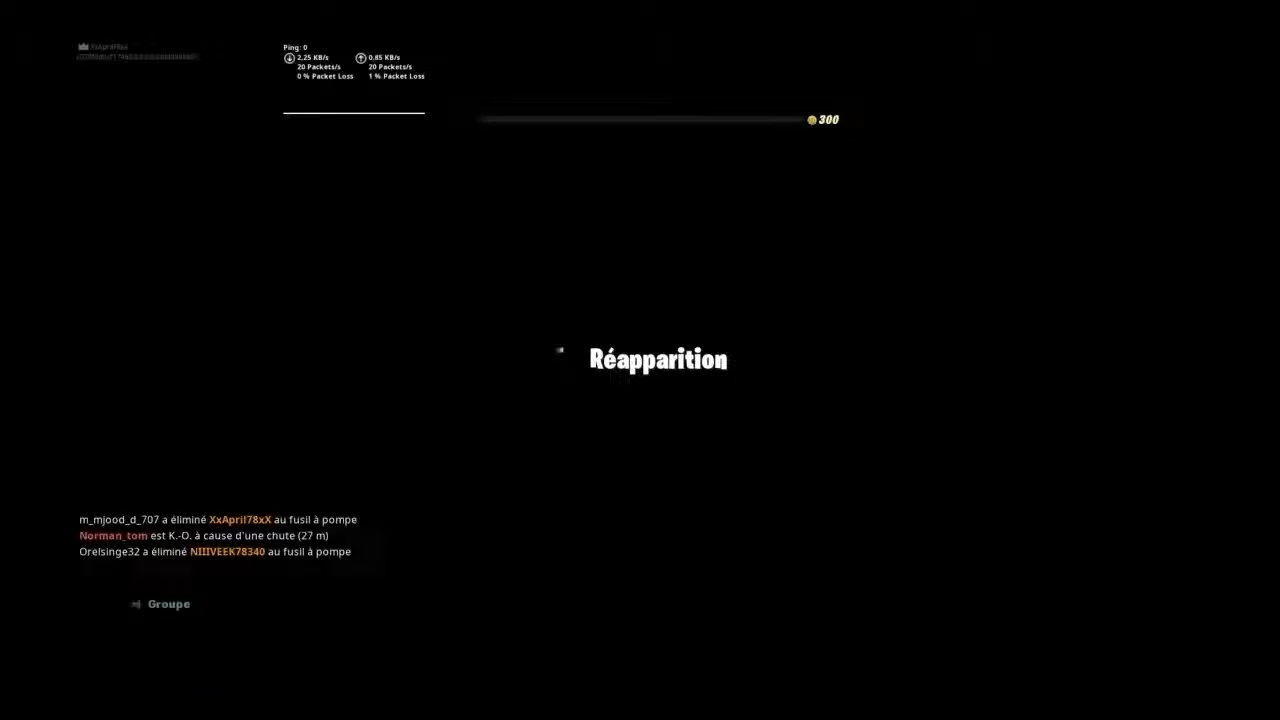 Ping: 0
2,25 KB/s
0,85 KB/s
20 Packets/s
20 Packets/s
0 % Packet Loss
1 % Packet Loss
300
Réapparition
m_mjood_d_707 a éliminé XxApril78xX au fusil à pompe
Norman_tom est K.-O. à cause d'une chute (27 m)
Orelsinge32 a éliminé NIIIVEEK78340 au fusil à pompe
Groupe